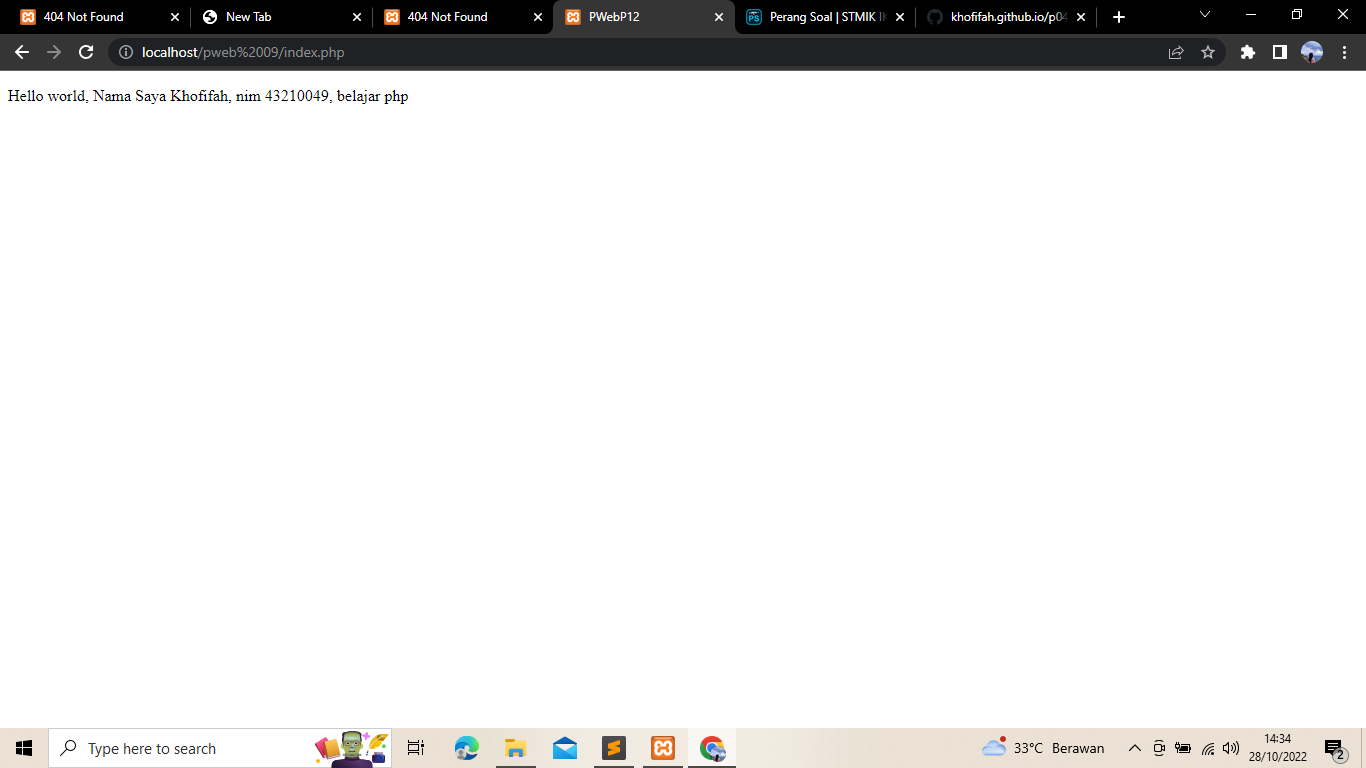 404 Not Found
New Tab
404 Not Found
PWebP12
Perang Soal | STMIK
khofifah.github.io/p04
localhost/pweb%2009/index.php
Hello world, Nama Saya Khofifah, nim 43210049, belajar php
Type here to search
33°C Berawan
14:34
28/10/2022
2
PS